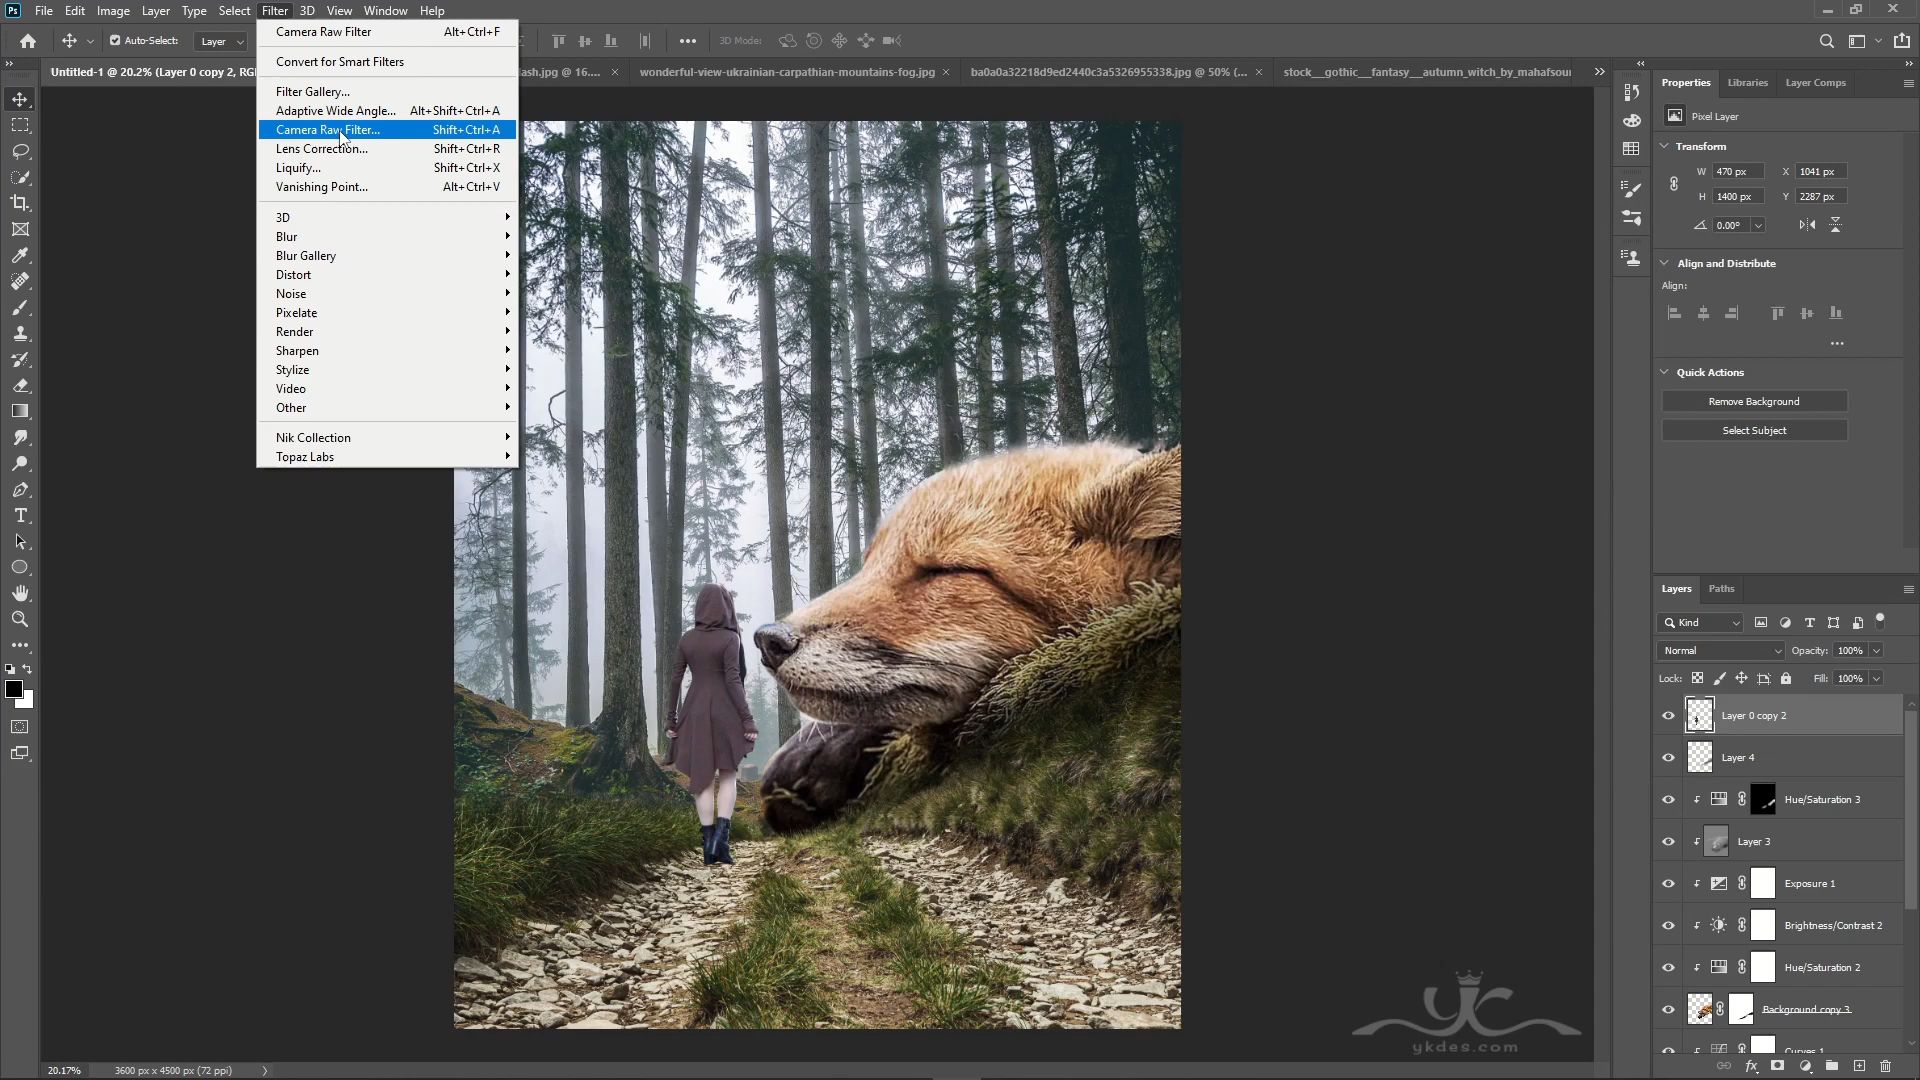 Ps File Edit Image Layer Type Select Filter 3D View Window Help
Auto-Select: Layer 3D Mode:
Camera Raw Filter Alt+Ctrl+F
Convert for Smart Filters
Filter Gallery...
Adaptive Wide Angle... Alt+Shift+Ctrl+A
Camera Raw Filter... Shift+Ctrl+A
Lens Correction... Shift+Ctrl+R
Liquify... Shift+Ctrl+X
Vanishing Point... Alt+Ctrl+V
3D
Blur
Blur Gallery
Distort
Noise
Pixelate
Render
Sharpen
Stylize
Video
Other
Nik Collection
Topaz Labs
Untitled-1 @ 20.2% (Layer 0 copy 2, RG
ash.jpg @ 16.... ×
wonderful-view-ukrainian-carpathian-mountains-fog.jpg ×
ba0a0a32218d9ed2440c3a5326955338.jpg @ 50% (... ×
stock__gothic__fantasy__autumn_witch_by_mahafsour
Properties Libraries Layer Comps
Pixel Layer
Transform
W 470 px X 1041 px
H 1400 px Y 2287 px
0.00°
Align and Distribute
Align:
Quick Actions
Remove Background
Select Subject
Layers Paths
Kind
Normal Opacity: 100%
Lock: Fill: 100%
Layer 0 copy 2
Layer 4
Hue/Saturation 3
Layer 3
Exposure 1
Brightness/Contrast 2
Hue/Saturation 2
Background copy 3
Curves 1
ykdes.com
20.17% 3600 px x 4500 px (72 ppi)